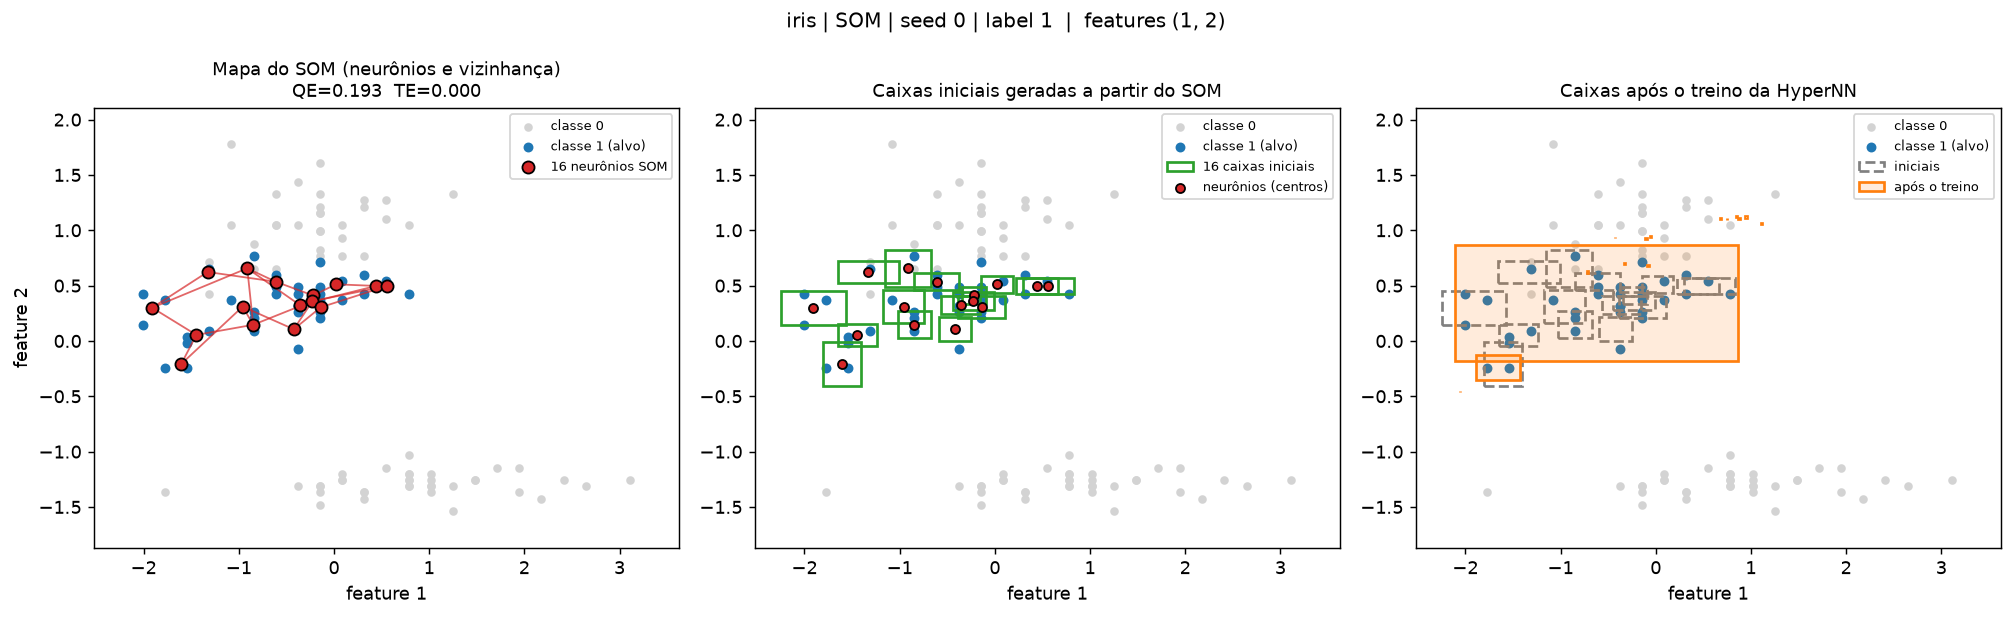 iris | SOM | seed 0 | label 1  |  features (1, 2)
Mapa do SOM (neurônios e vizinhança)
QE=0.193  TE=0.000
classe 0
classe 1 (alvo)
16 neurônios SOM
2.0
1.5
1.0
0.5
0.0
−0.5
−1.0
−1.5
feature 2
−2
−1
0
1
2
3
feature 1
Caixas iniciais geradas a partir do SOM
classe 0
classe 1 (alvo)
16 caixas iniciais
neurônios (centros)
2.0
1.5
1.0
0.5
0.0
−0.5
−1.0
−1.5
−2
−1
0
1
2
3
feature 1
Caixas após o treino da HyperNN
classe 0
classe 1 (alvo)
iniciais
após o treino
2.0
1.5
1.0
0.5
0.0
−0.5
−1.0
−1.5
−2
−1
0
1
2
3
feature 1